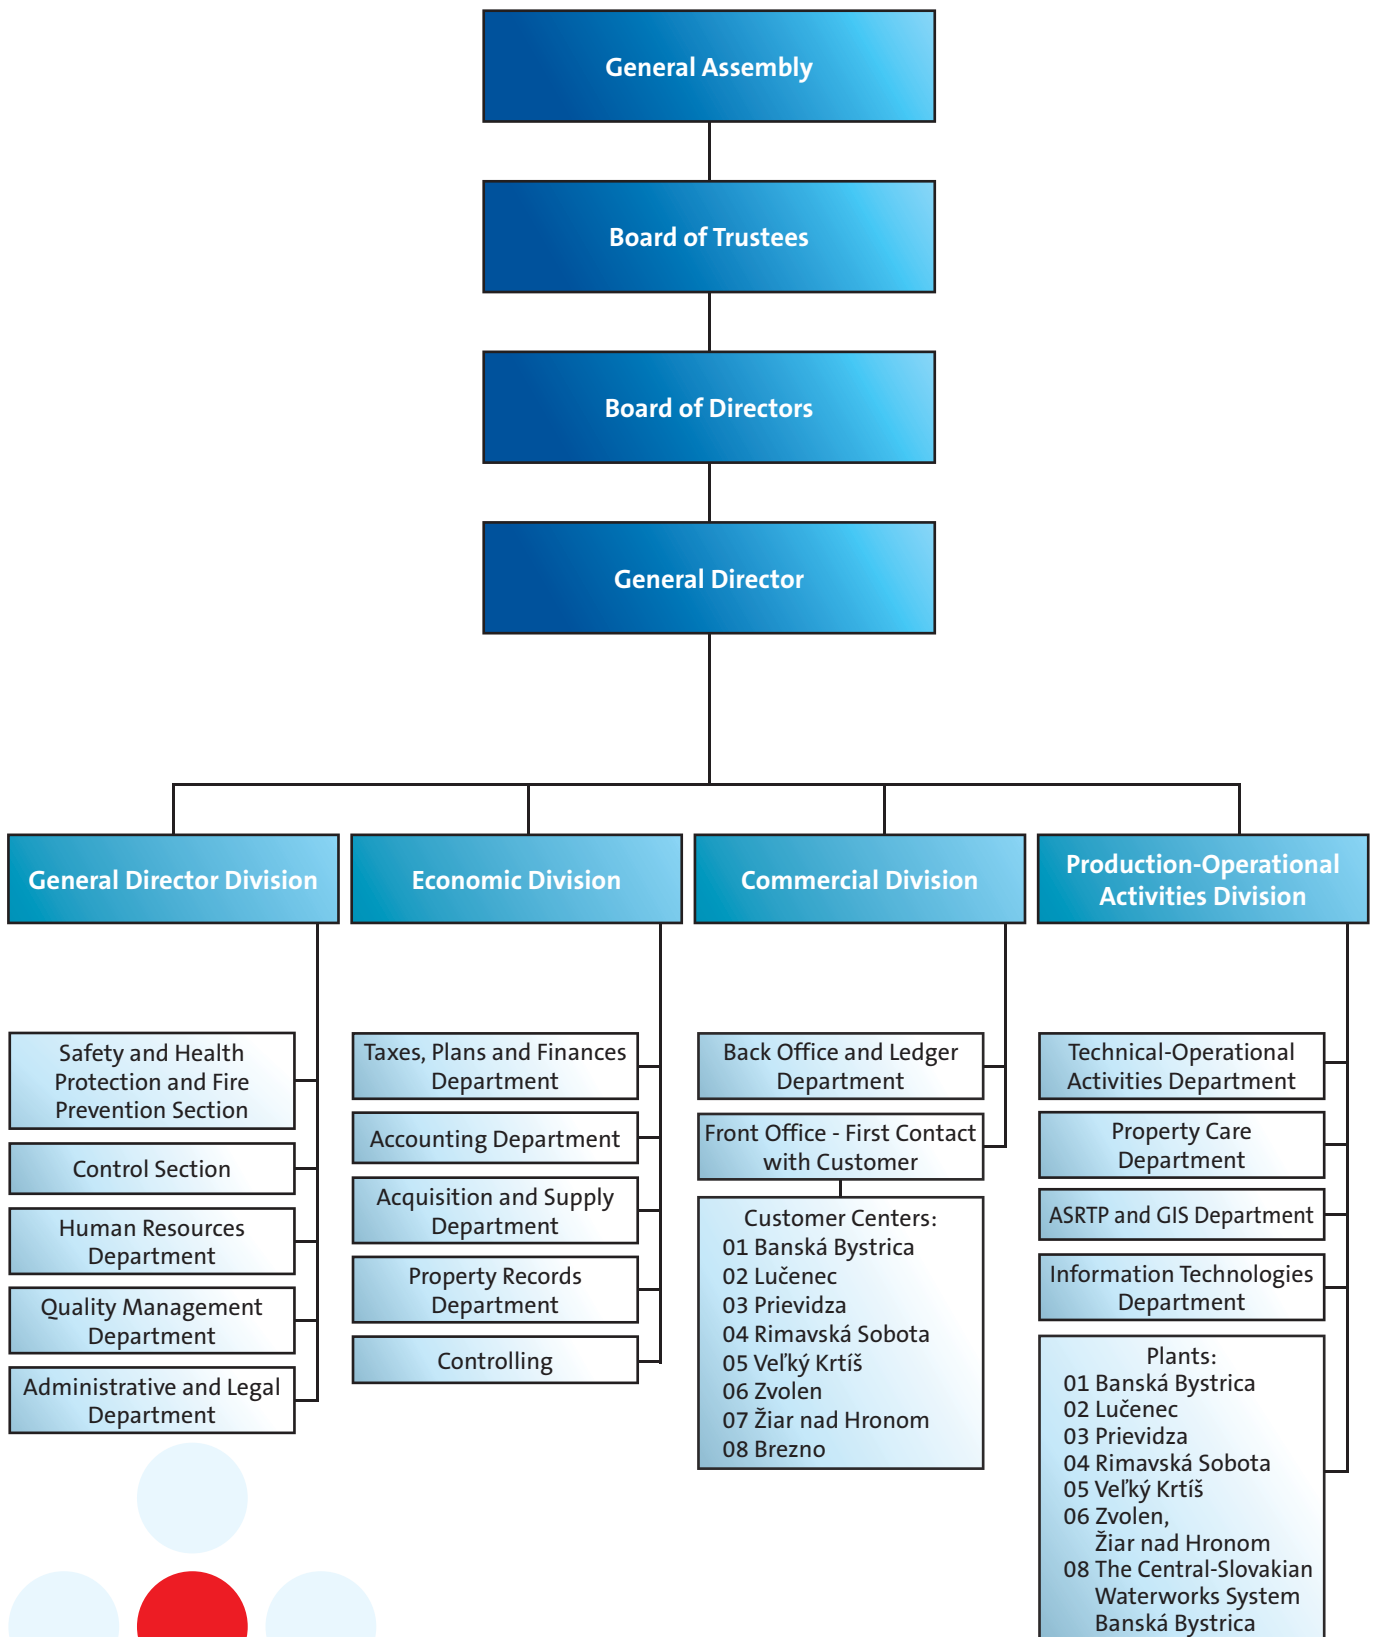 General Assembly
Board of Trustees
Board of Directors
General Director
General Director Division
Safety and Health
Protection and Fire
Prevention Section
Control Section
Human Resources
Department
Quality Management
Department
Administrative and Legal
Department
Economic Division
Taxes, Plans and Finances
Department
Accounting Department
Acquisition and Supply
Department
Property Records
Department
Controlling
Commercial Division
Back Office and Ledger
Department
Front Office - First Contact
with Customer
Customer Centers:
01 Banská Bystrica
02 Lučenec
03 Prievidza
04 Rimavská Sobota
05 Veľký Krtíš
06 Zvolen
07 Žiar nad Hronom
08 Brezno
Production-Operational
Activities Division
Technical-Operational
Activities Department
Property Care
Department
ASRTP and GIS Department
Information Technologies
Department
Plants:
01 Banská Bystrica
02 Lučenec
03 Prievidza
04 Rimavská Sobota
05 Veľký Krtíš
06 Zvolen,
Žiar nad Hronom
08 The Central-Slovakian
Waterworks System
Banská Bystrica